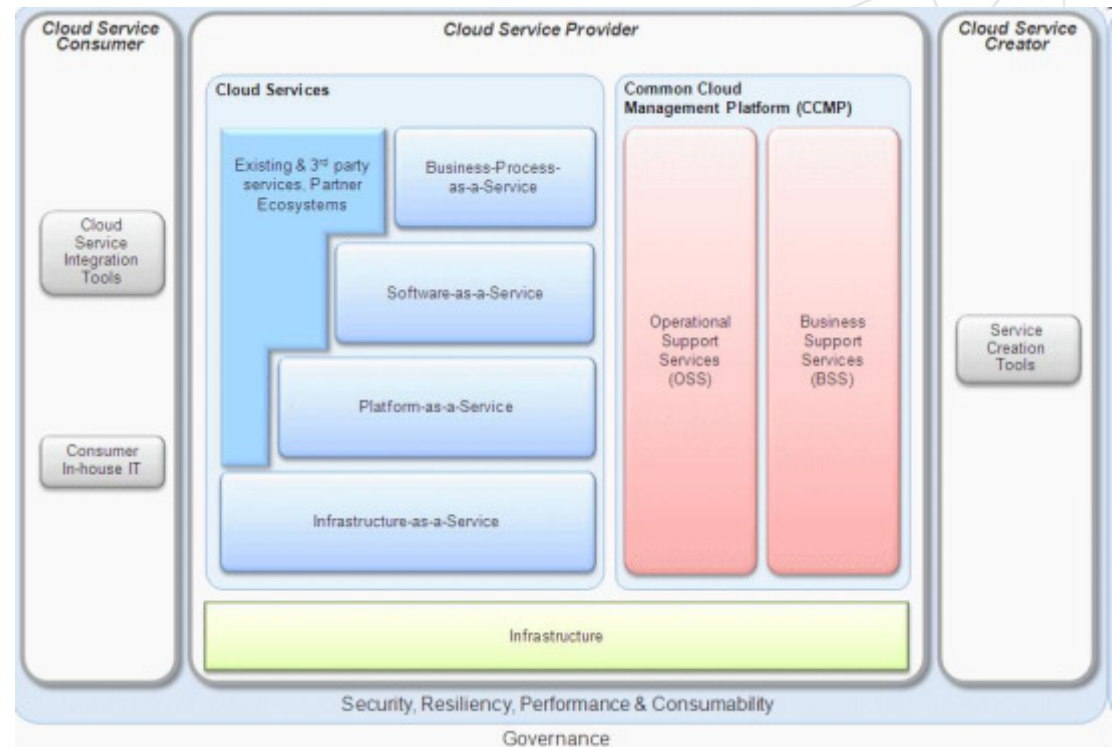 Cloud Service
Consumer
Cloud
Service
Integration
Tools
Consumer
In-house IT
Cloud Service Provider
Cloud Services
Existing & 3rd party
services, Partner
Ecosystems
Business-Process-
as-a-Service
Software-as-a-Service
Platform-as-a-Service
Infrastructure-as-a-Service
Common Cloud
Management Platform (CCMP)
Operational
Support
Services
(OSS)
Business
Support
Services
(BSS)
Infrastructure
Cloud Service
Creator
Service
Creation
Tools
Security, Resiliency, Performance & Consumability
Governance